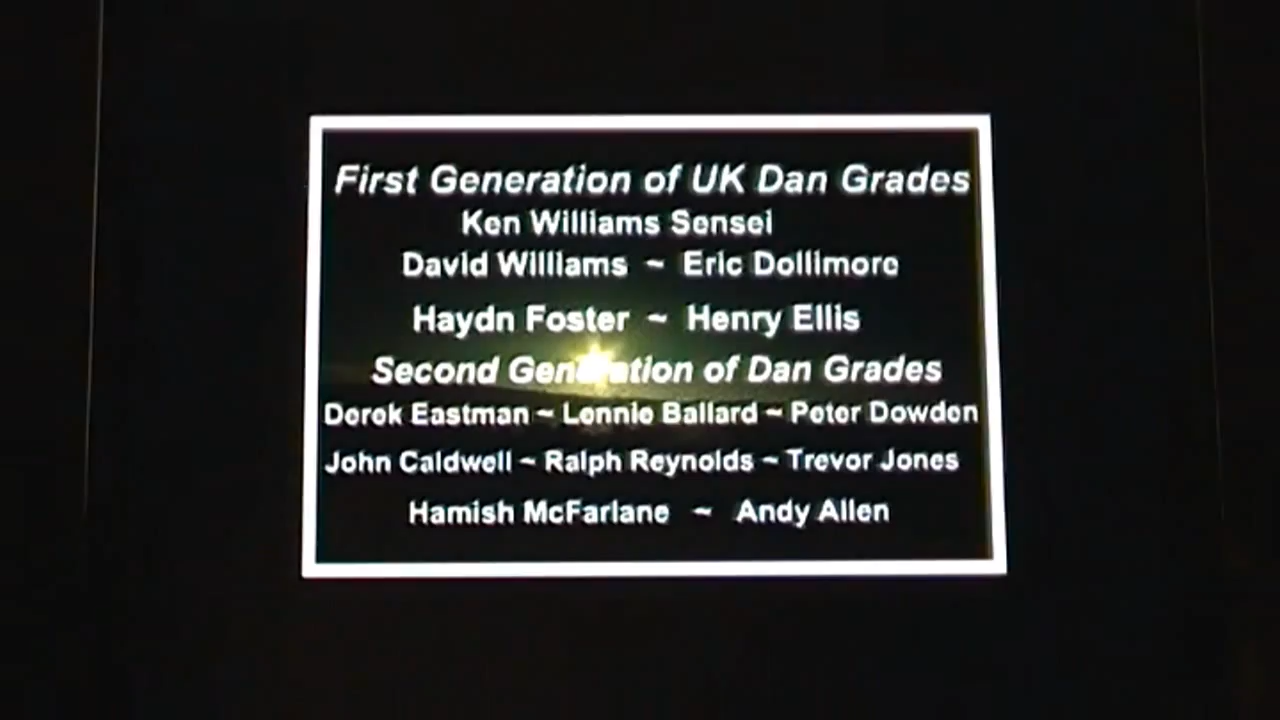 First Generation of UK Dan Grades
Ken Williams Sensei
David Williams ~ Eric Dollimore
Haydn Foster ~ Henry Ellis
Second Generation of Dan Grades
Derek Eastman ~ Lennie Ballard ~ Peter Dowden
John Caldwell ~ Ralph Reynolds ~ Trevor Jones
Hamish McFarlane ~ Andy Allen